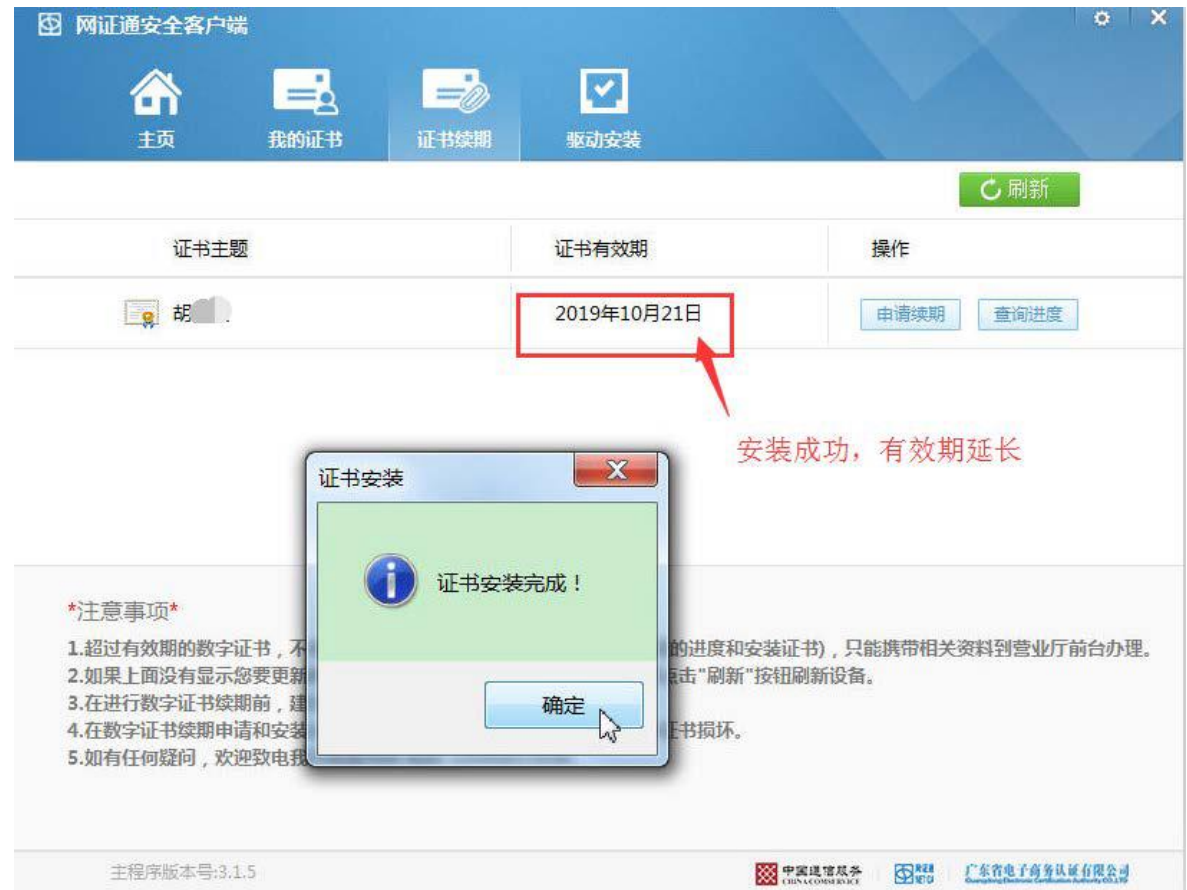 网证通安全客户端
主页
我的证书
证书续期
驱动安装
刷新
证书主题
证书有效期
操作
胡
2019年10月21日
申请续期
查询进度
安装成功，有效期延长
证书安装
证书安装完成！
确定
*注意事项*
1.超过有效期的数字证书，不 的进度和安装证书)，只能携带相关资料到营业厅前台办理。
2.如果上面没有显示您要更新 点击"刷新"按钮刷新设备。
3.在进行数字证书续期前，建
4.在数字证书续期申请和安装 证书损坏。
5.如有任何疑问，欢迎致电我
主程序版本号:3.1.5
中国通信服务
CHINA COMSERVICE
广东省电子商务认证有限公司